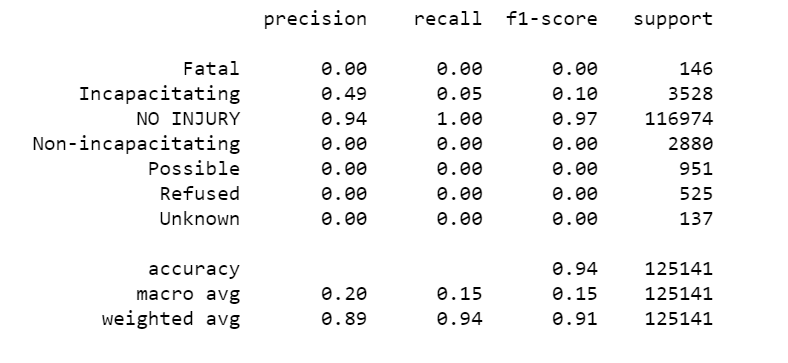 precision recall f1-score support
Fatal 0.00 0.00 0.00 146
Incapacitating 0.49 0.05 0.10 3528
NO INJURY 0.94 1.00 0.97 116974
Non-incapacitating 0.00 0.00 0.00 2880
Possible 0.00 0.00 0.00 951
Refused 0.00 0.00 0.00 525
Unknown 0.00 0.00 0.00 137
accuracy 0.94 125141
macro avg 0.20 0.15 0.15 125141
weighted avg 0.89 0.94 0.91 125141